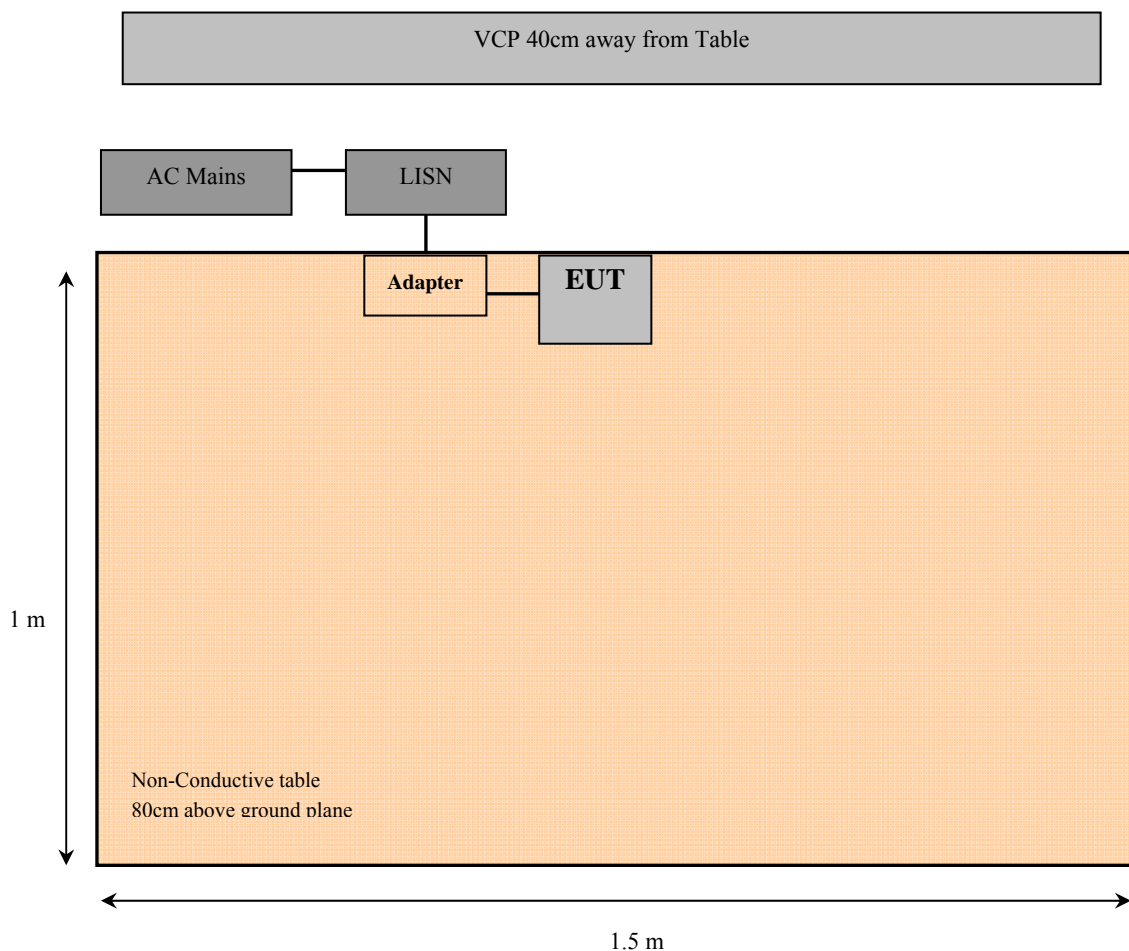 VCP 40cm away from Table
AC Mains
LISN
Adapter
EUT
1 m
Non-Conductive table
80cm above ground plane
1.5 m